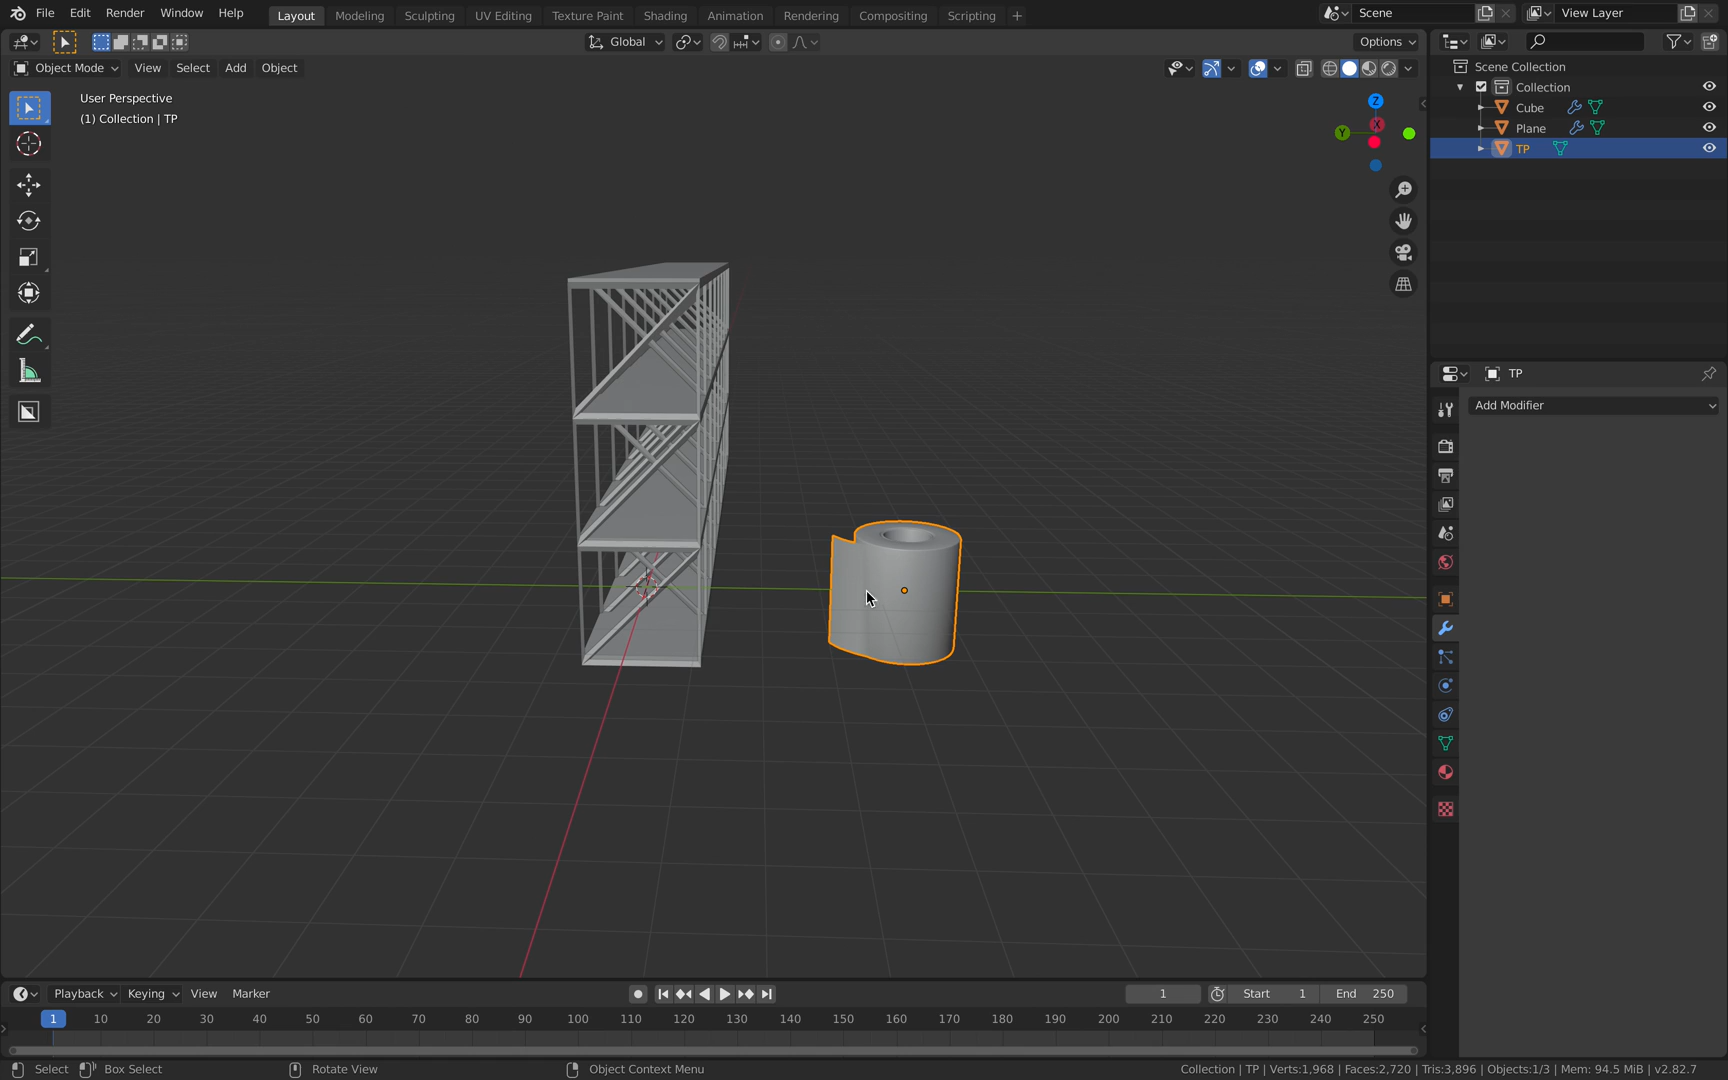 File Edit Render Window Help Layout Modeling Sculpting UV Editing Texture Paint Shading Animation Rendering Compositing Scripting + Scene View Layer
Global Options
Object Mode View Select Add Object
User Perspective
(1) Collection | TP
Z
Y
X
Scene Collection
Collection
Cube
Plane
TP
TP
Add Modifier
Playback Keying View Marker 1 Start 1 End 250
1 10 20 30 40 50 60 70 80 90 100 110 120 130 140 150 160 170 180 190 200 210 220 230 240 250
Select Box Select Rotate View Object Context Menu Collection | TP | Verts:1,968 | Faces:2,720 | Tris:3,896 | Objects:1/3 | Mem: 94.5 MiB | v2.82.7